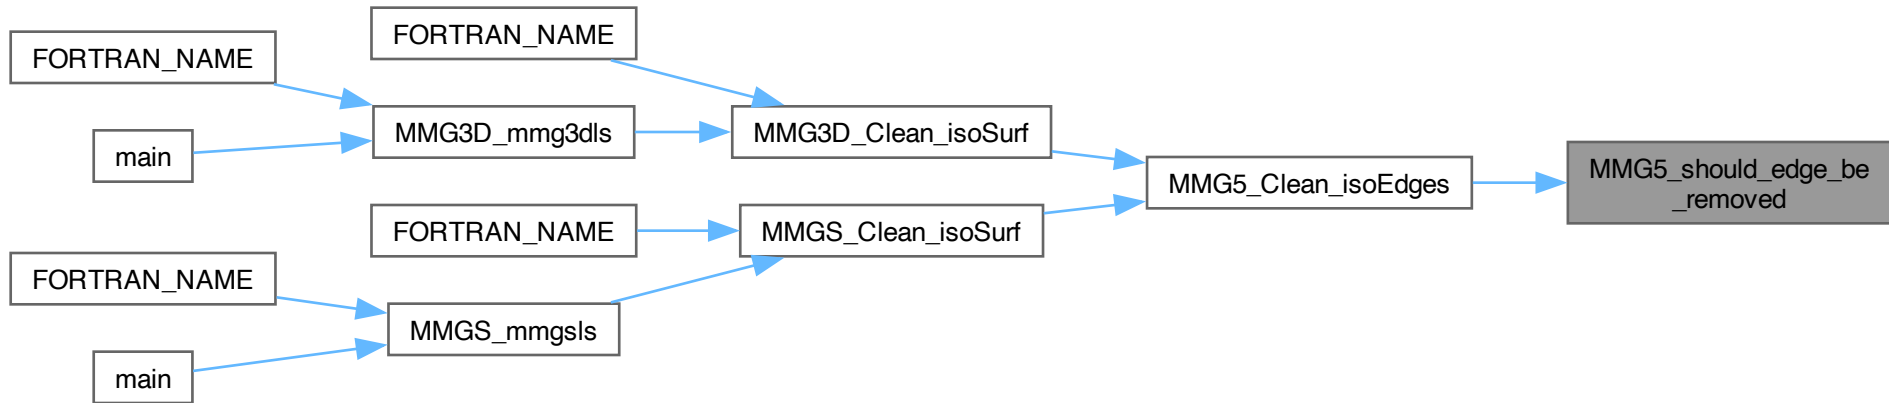 FORTRAN_NAME
FORTRAN_NAME
MMG3D_mmg3dls
MMG3D_Clean_isoSurf
main
MMG5_Clean_isoEdges
MMG5_should_edge_be
_removed
FORTRAN_NAME
MMGS_Clean_isoSurf
FORTRAN_NAME
MMGS_mmgsls
main